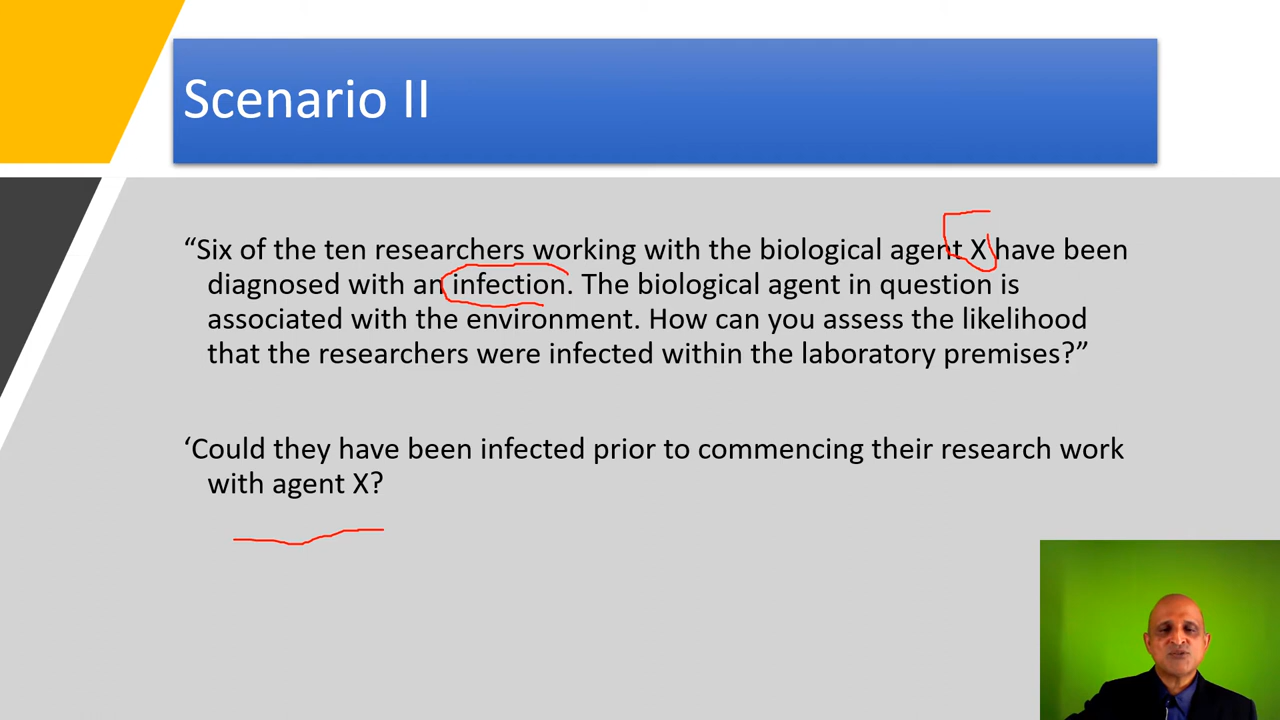 Scenario II
“Six of the ten researchers working with the biological agent X have been
diagnosed with an infection. The biological agent in question is
associated with the environment. How can you assess the likelihood
that the researchers were infected within the laboratory premises?”
‘Could they have been infected prior to commencing their research work
with agent X?